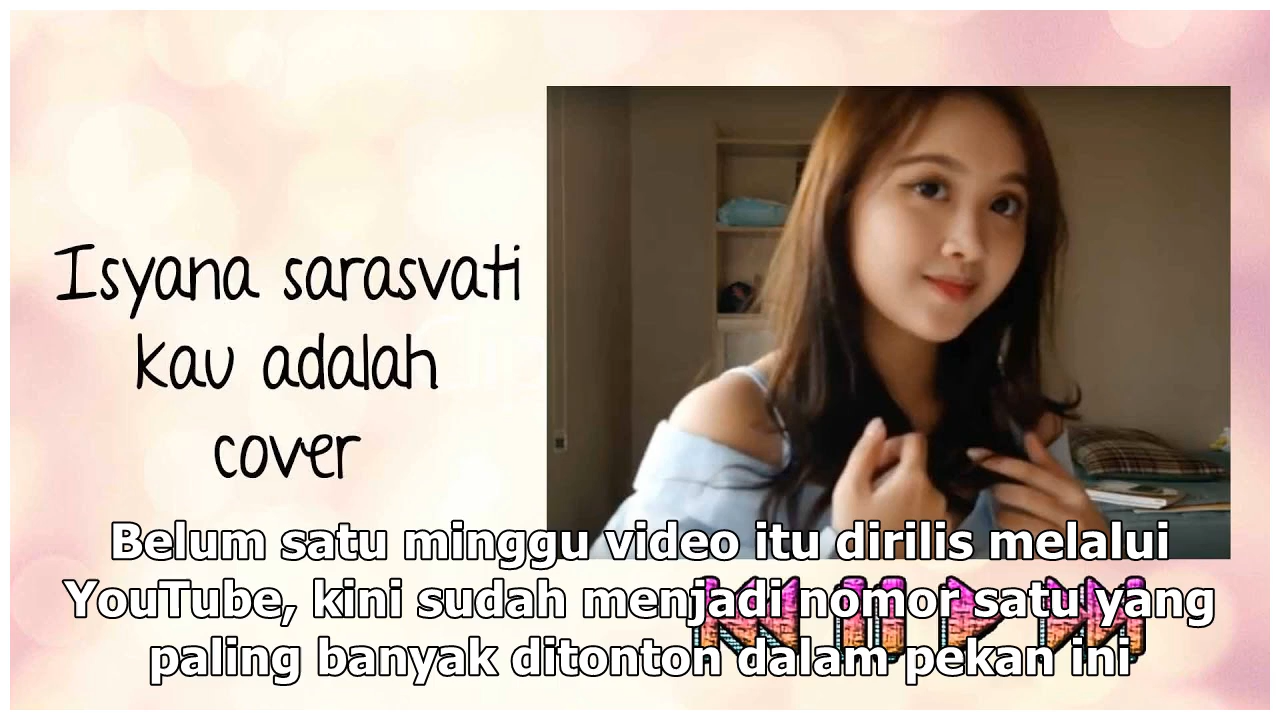 Isyana sarasvati
kau adalah
cover
Belum satu minggu video itu dirilis melalui
YouTube, kini sudah menjadi nomor satu yang
paling banyak ditonton dalam pekan ini